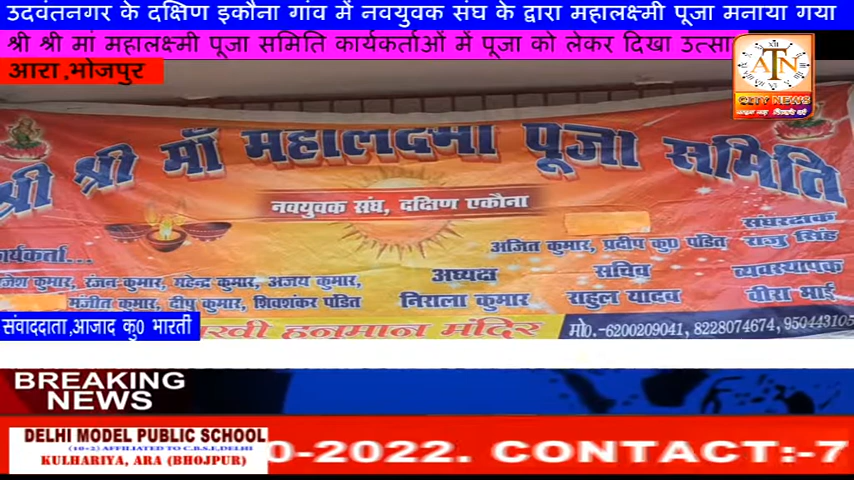 उदवंतनगर के दक्षिण इकौना गांव में नवयुवक संघ के द्वारा महालक्ष्मी पूजा मनाया गया
श्री श्री मां महालक्ष्मी पूजा समिति कार्यकर्ताओं में पूजा को लेकर दिखा
आरा,भोजपुर
ATN
CITY NEWS
श्री श्री माँ महालक्ष्मी पूजा समिति
नवयुवक संघ, दक्षिण एकौना
संघरक्षक
अजित कुमार, प्रदीप कु0 पंडित राजु सिंह
कुमार, रंजन कुमार, महेन्द्र कुमार, अजय कुमार,
अध्यक्ष सचिव व्यवस्थापक
मंजीत कुमार, दीपु कुमार, शिवशंकर पंडित निराला कुमार राहुल यादव वीरा भाई
संवाददाता,आजाद कु0 भारती
हनुमान मंदिर मो0.-6200209041, 8228074674,
BREAKING
NEWS
DELHI MODEL PUBLIC SCHOOL
(10+2) AFFILIATED TO C.B.S.E,DELHI
KULHARIYA, ARA (BHOJPUR)
0-2022. CONTACT:-7